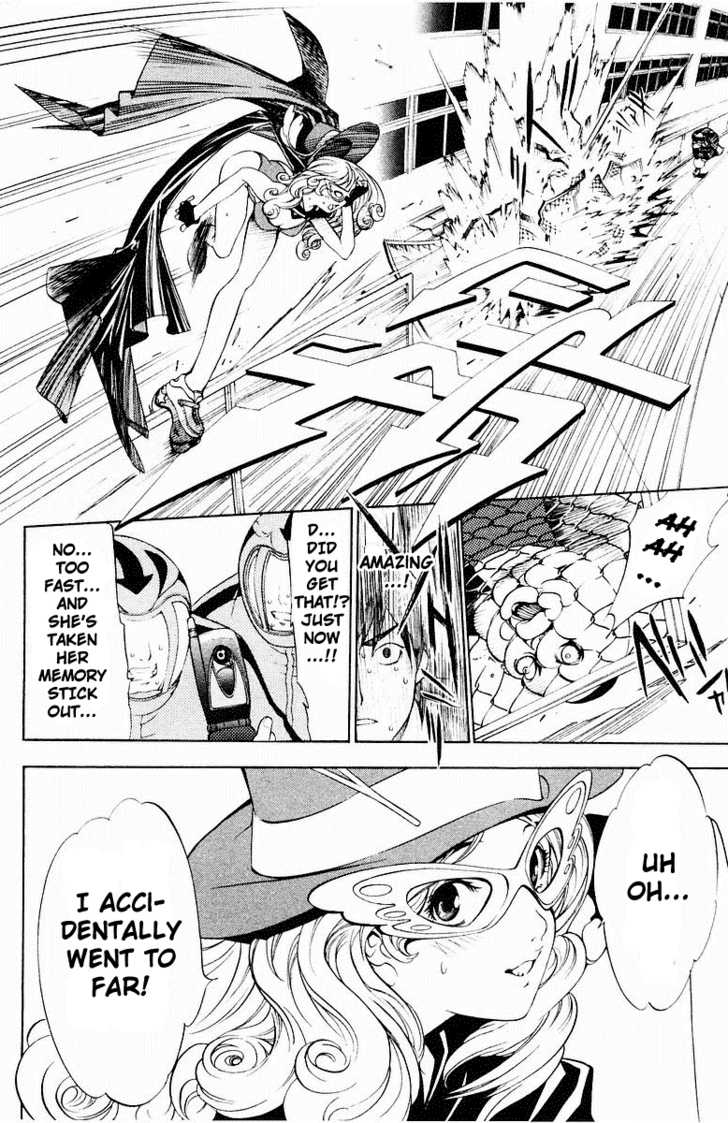 AH
AH
...
AMAZING
...!
D...
DID
YOU
GET
THAT!?
JUST
NOW
...!!
NO...
TOO
FAST...
AND
SHE'S
TAKEN
HER
MEMORY
STICK
OUT...
UH
OH...
I ACCI-
DENTALLY
WENT TO
FAR!